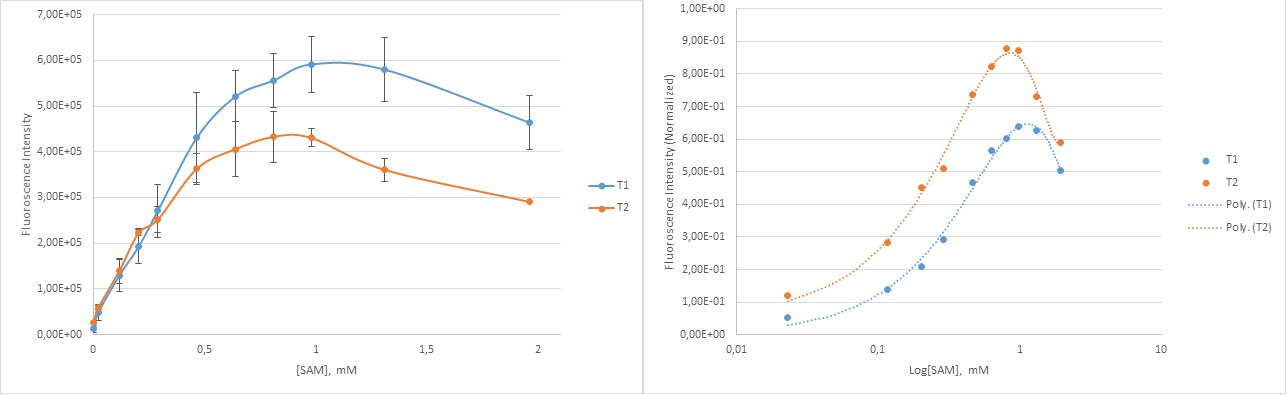 7,00E+05
6,00E+05
5,00E+05
4,00E+05
3,00E+05
2,00E+05
1,00E+05
0,00E+00
Fluoroscence Intensity
0 0,5 1 1,5 2
[SAM], mM
T1
T2
1,00E+00
9,00E-01
8,00E-01
7,00E-01
6,00E-01
5,00E-01
4,00E-01
3,00E-01
2,00E-01
1,00E-01
0,00E+00
Fluoroscence Intensity (Normalized)
0,01 0,1 1 10
Log[SAM], mM
T1
T2
Poly. (T1)
Poly. (T2)